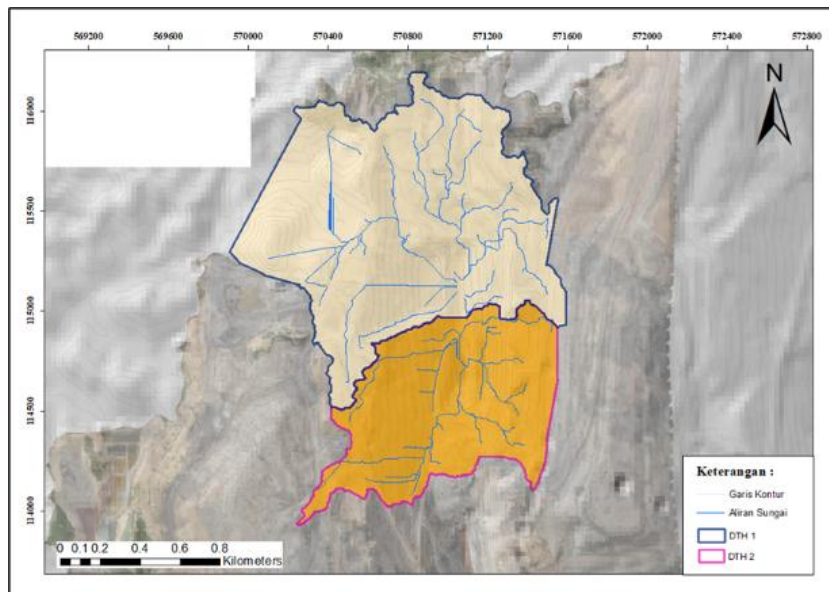 569200 569600 570000 570400 570800 571200 571600 572000 572400 572800
N
116000
115500
115000
114500
114000
Keterangan :
Garis Kontur
Aliran Sungai
DTH 1
DTH 2
0 0.1 0.2 0.4 0.6 0.8
Kilometers